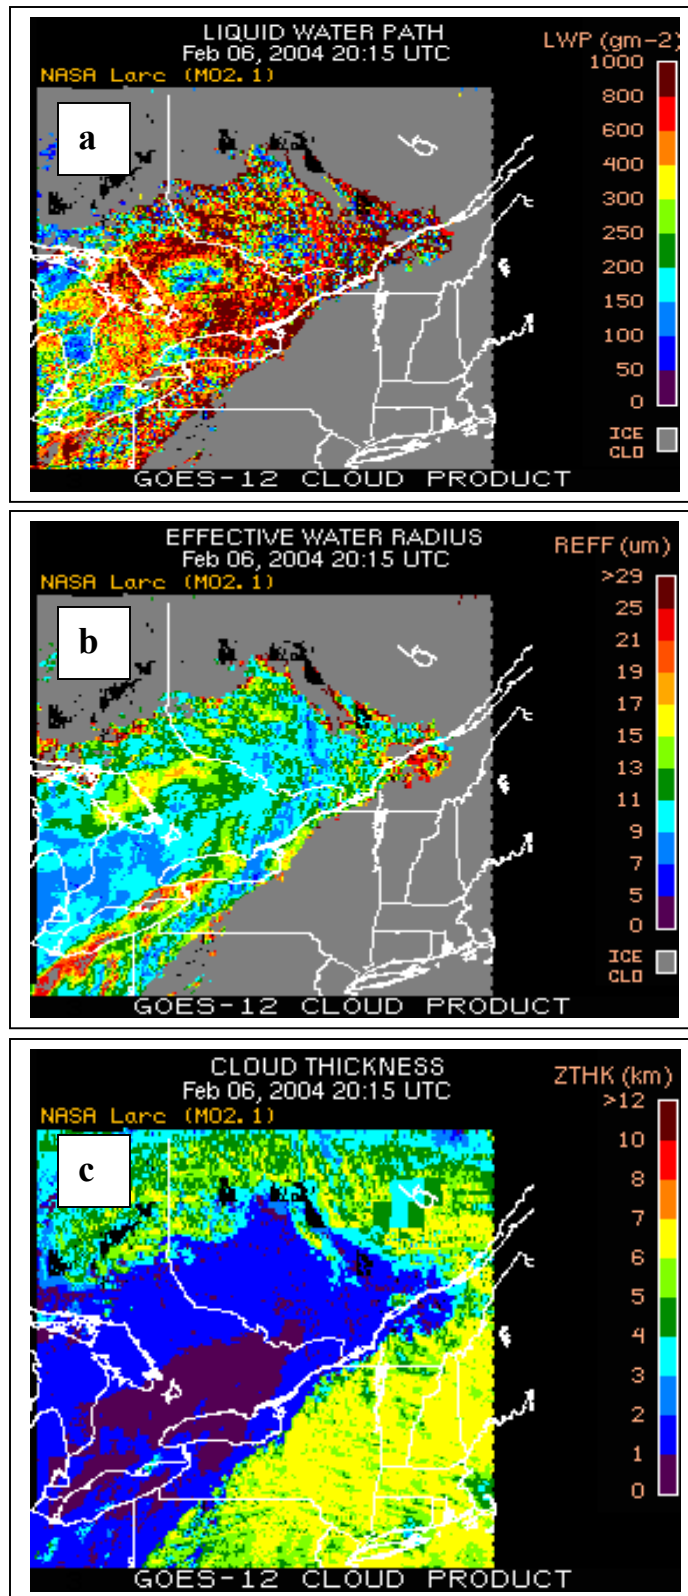 LIQUID WATER PATH
Feb 06, 2004 20:15 UTC
NASA Larc (MO2.1)
LWP (gm-2)
a
1000
800
600
400
300
250
200
150
100
50
0
ICE
CLD
GOES-12 CLOUD PRODUCT
EFFECTIVE WATER RADIUS
Feb 06, 2004 20:15 UTC
NASA Larc (MO2.1)
REFF (um)
b
>29
25
21
19
17
15
13
11
9
7
5
0
ICE
CLD
GOES-12 CLOUD PRODUCT
CLOUD THICKNESS
Feb 06, 2004 20:15 UTC
NASA Larc (MO2.1)
ZTHK (km)
c
>12
10
8
7
6
5
4
3
2
1
0
GOES-12 CLOUD PRODUCT